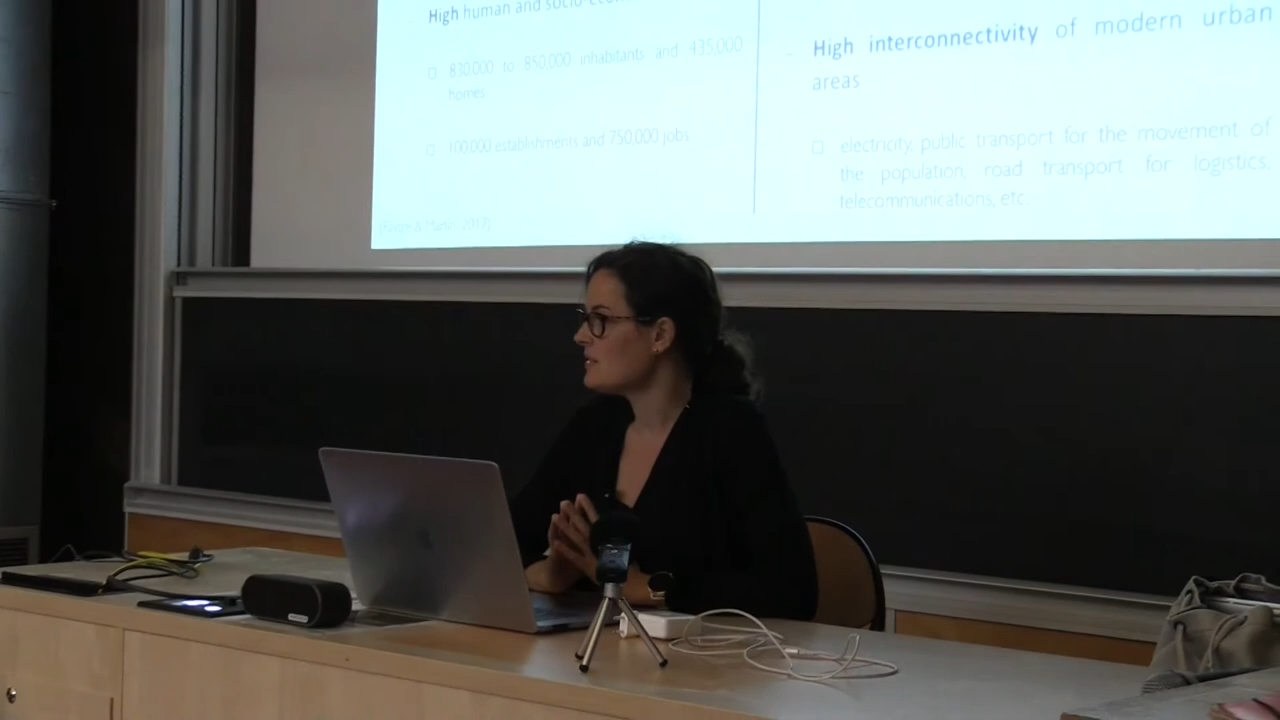 High human and socio-econ
830,000 to 850,000 inhabitants and 435,000
homes
100,000 establishments and 750,000 jobs
High interconnectivity of modern urban
areas
electricity, public transport for the movement of
the population, road transport for logistics,
telecommunications, etc.